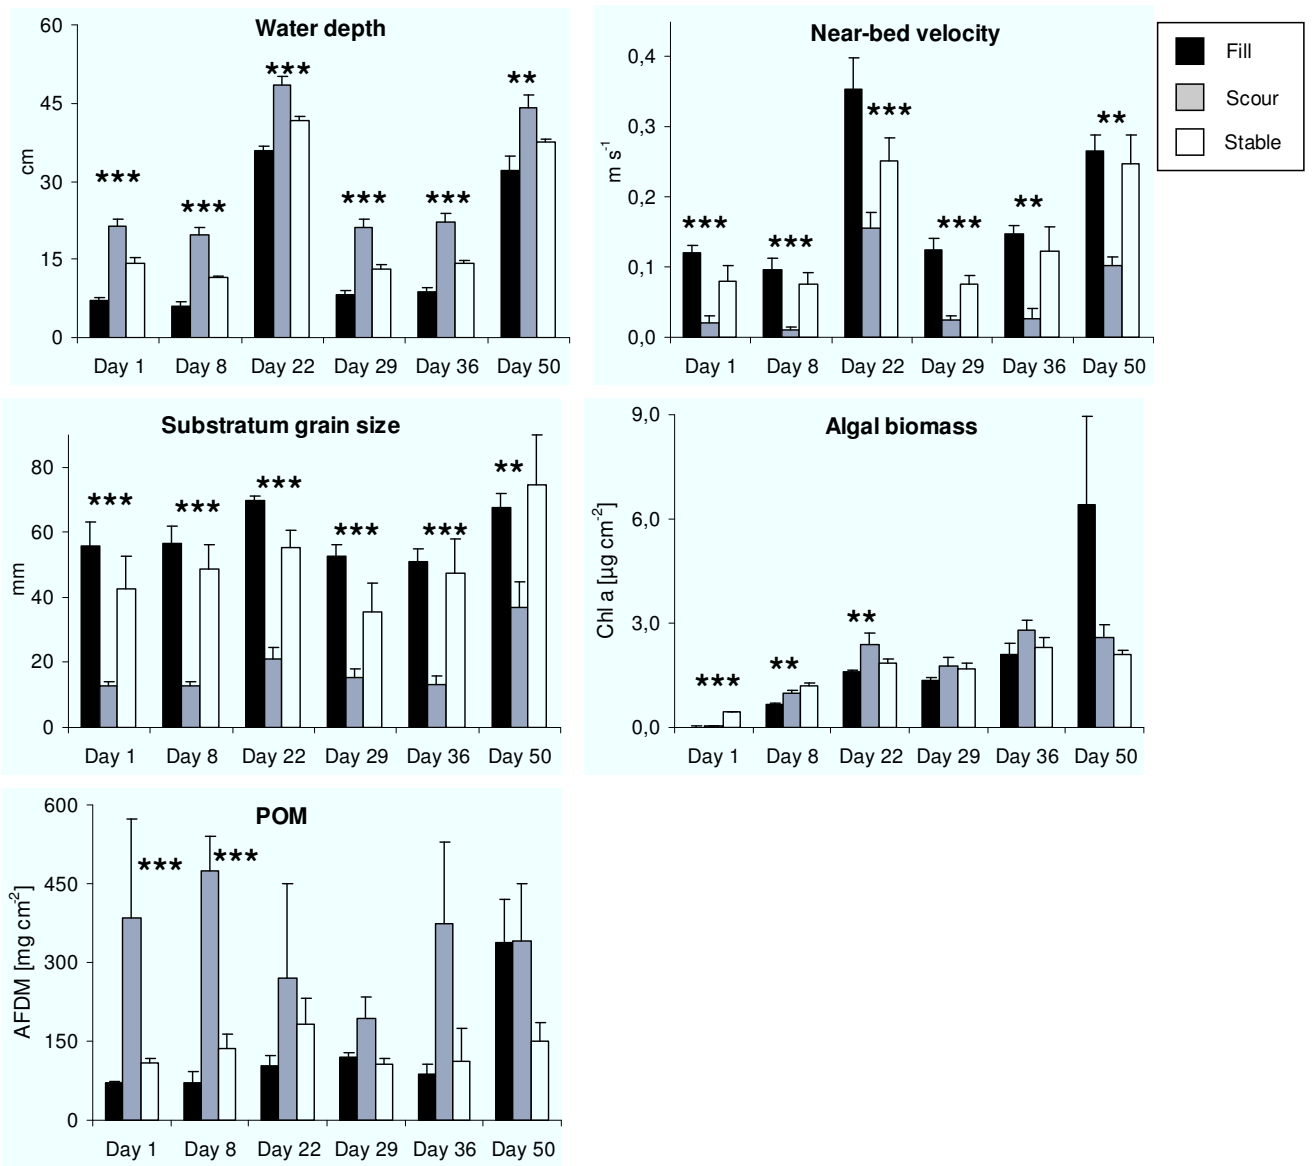 Water depth
cm
60
45
30
15
0
***
***
***
***
***
**
Day 1 Day 8 Day 22 Day 29 Day 36 Day 50
Near-bed velocity
m s-1
0,4
0,3
0,2
0,1
0,0
***
***
***
***
**
**
Day 1 Day 8 Day 22 Day 29 Day 36 Day 50
Fill
Scour
Stable
Substratum grain size
mm
80
60
40
20
0
***
***
***
***
***
**
Day 1 Day 8 Day 22 Day 29 Day 36 Day 50
Algal biomass
Chl a [µg cm-2]
9,0
6,0
3,0
0,0
***
**
**
Day 1 Day 8 Day 22 Day 29 Day 36 Day 50
POM
AFDM [mg cm-2]
600
450
300
150
0
***
***
Day 1 Day 8 Day 22 Day 29 Day 36 Day 50